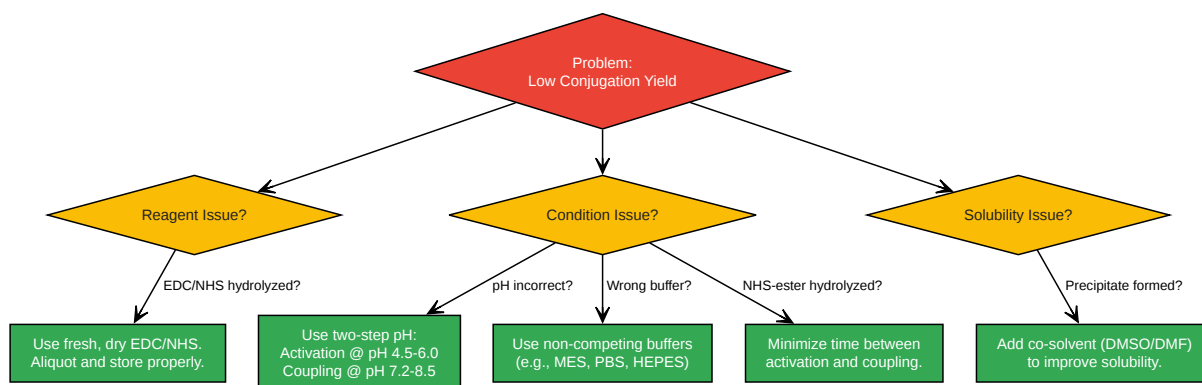 Problem:
Low Conjugation Yield
Reagent Issue?
Condition Issue?
Solubility Issue?
EDC/NHS hydrolyzed?
pH incorrect?
Wrong buffer?
NHS-ester hydrolyzed?
Precipitate formed?
Use fresh, dry EDC/NHS.
Aliquot and store properly.
Use two-step pH:
Activation @ pH 4.5-6.0
Coupling @ pH 7.2-8.5
Use non-competing buffers
(e.g., MES, PBS, HEPES)
Minimize time between
activation and coupling.
Add co-solvent (DMSO/DMF)
to improve solubility.